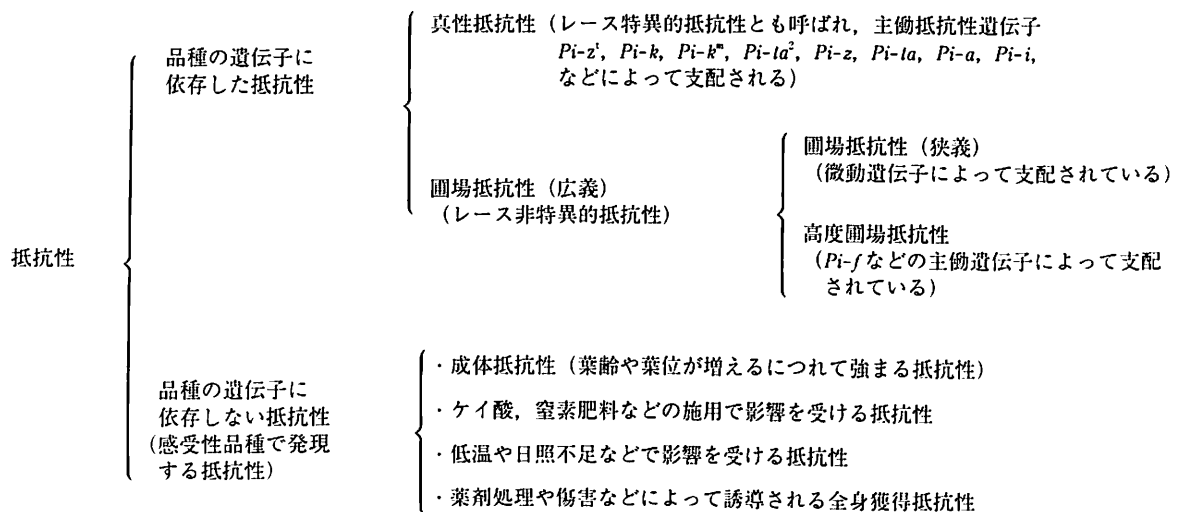 抵抗性
品種の遺伝子に
依存した抵抗性
真性抵抗性（レース特異的抵抗性とも呼ばれ，主働抵抗性遺伝子
Pi-zᵗ, Pi-k, Pi-kᵐ, Pi-ta², Pi-z, Pi-ta, Pi-a, Pi-i,
などによって支配される）
圃場抵抗性（広義）
（レース非特異的抵抗性）
圃場抵抗性（狭義）
（微動遺伝子によって支配されている）
高度圃場抵抗性
（Pi-fなどの主働遺伝子によって支配
されている）
品種の遺伝子に
依存しない抵抗性
（感受性品種で発現
する抵抗性）
・成体抵抗性（葉齢や葉位が増えるにつれて強まる抵抗性）
・ケイ酸，窒素肥料などの施用で影響を受ける抵抗性
・低温や日照不足などで影響を受ける抵抗性
・薬剤処理や傷害などによって誘導される全身獲得抵抗性